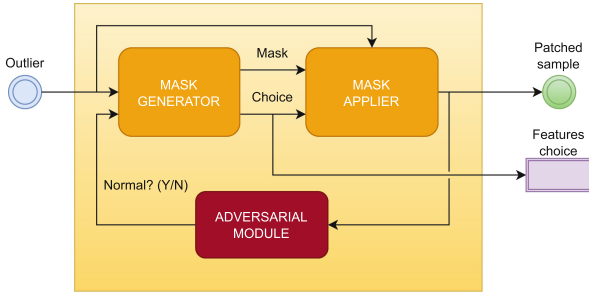 Outlier
MASK
GENERATOR
Mask
Choice
MASK
APPLIER
Patched
sample
Features
choice
Normal? (Y/N)
ADVERSARIAL
MODULE